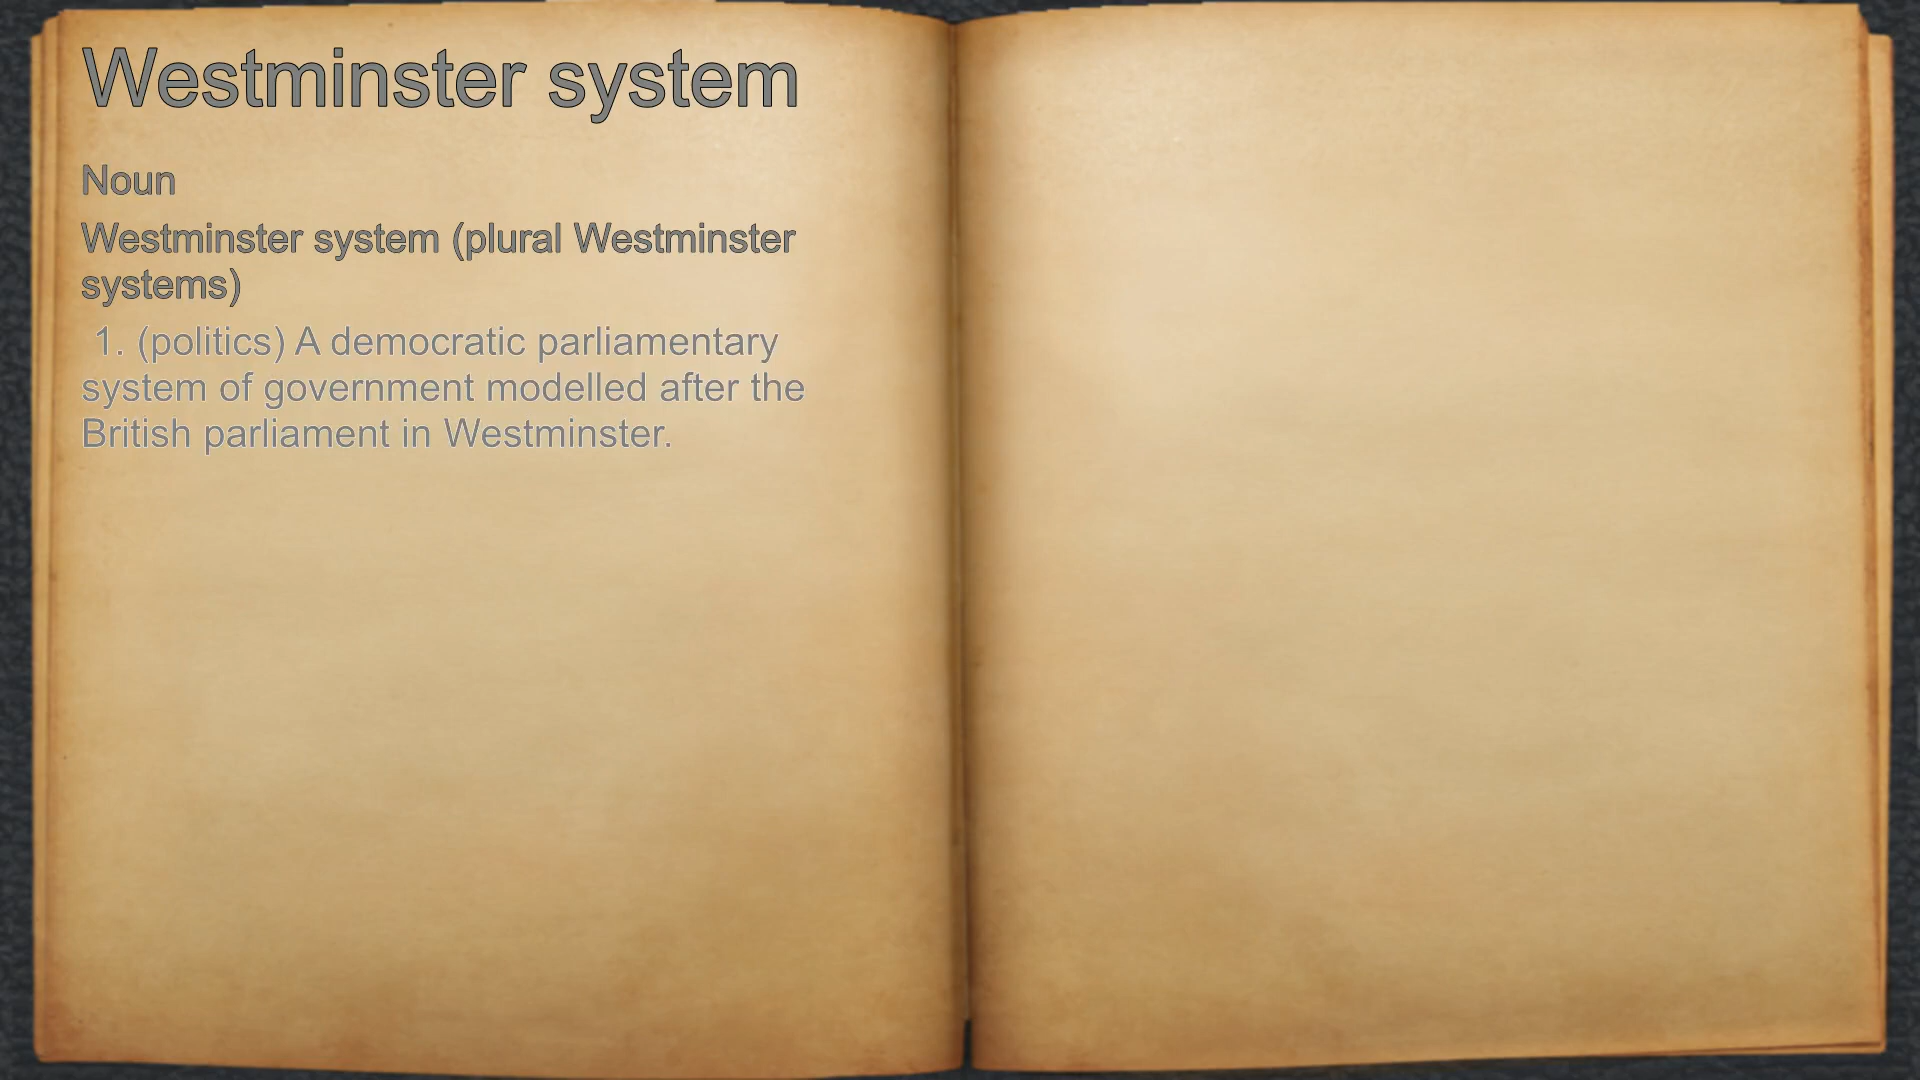 Westminster system
Noun
Westminster system (plural Westminster
systems)
1. (politics) A democratic parliamentary
system of government modelled after the
British parliament in Westminster.